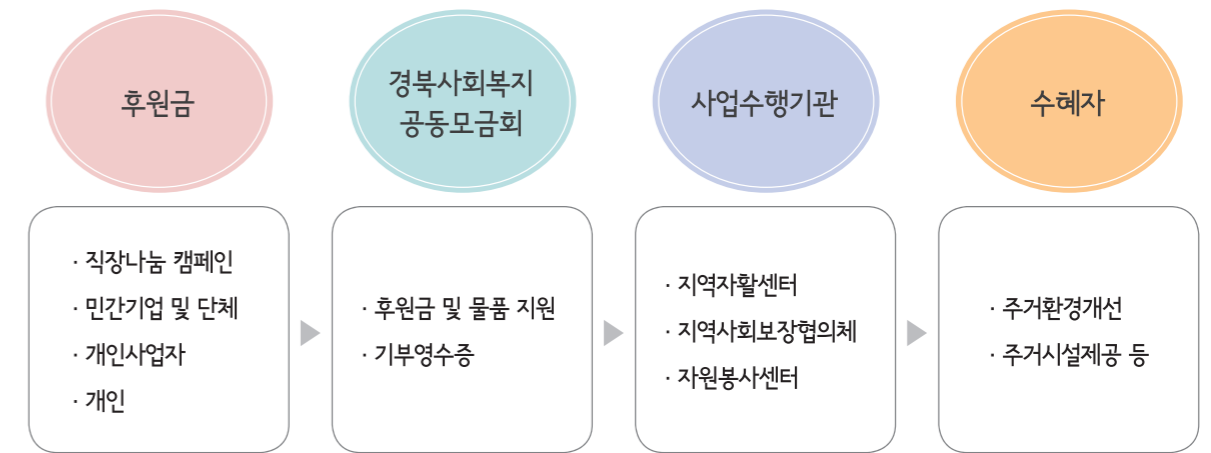 후원금
경북사회복지
공동모금회
사업수행기관
수혜자
· 직장나눔 캠페인
· 민간기업 및 단체
· 개인사업자
· 개인
· 후원금 및 물품 지원
· 기부영수증
· 지역자활센터
· 지역사회보장협의체
· 자원봉사센터
· 주거환경개선
· 주거시설제공 등